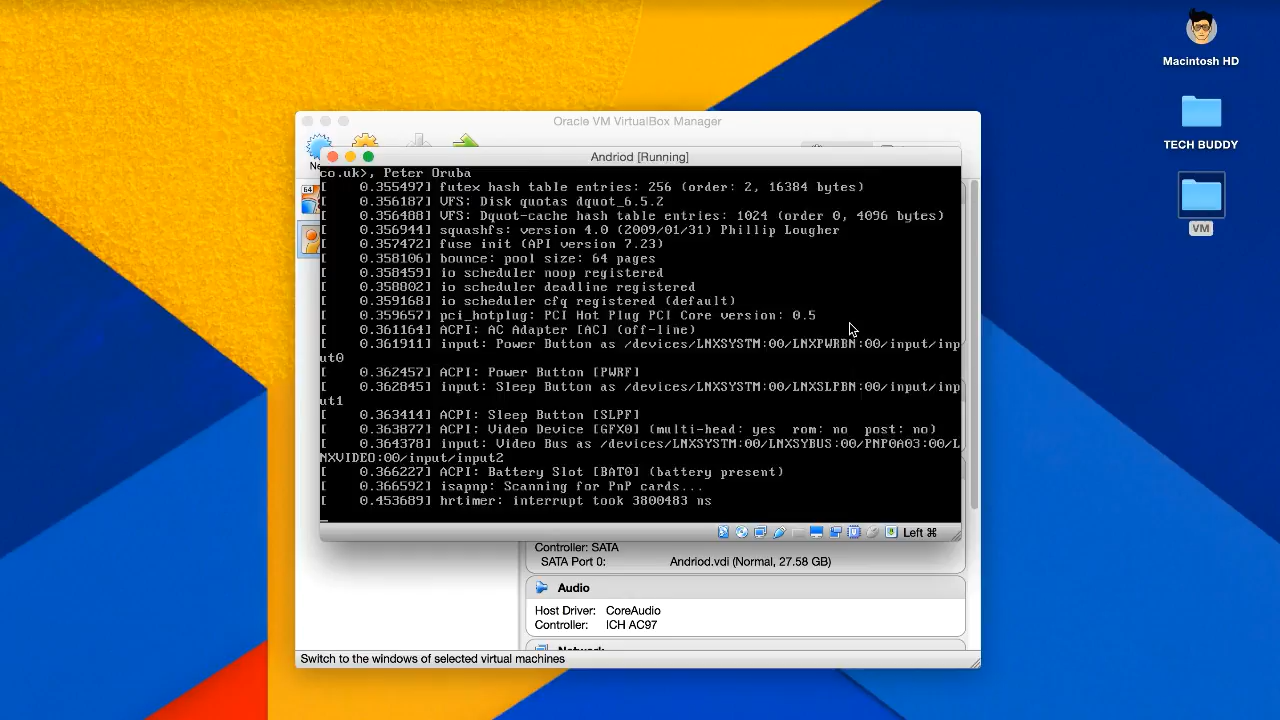 Macintosh HD
TECH BUDDY
VM
Oracle VM VirtualBox Manager
64
Andriod [Running]
co.uk>, Peter Oruba
[    0.355497] futex hash table entries: 256 (order: 2, 16384 bytes)
[    0.356187] VFS: Disk quotas dquot_6.5.2
[    0.356488] VFS: Dquot-cache hash table entries: 1024 (order 0, 4096 bytes)
[    0.356944] squashfs: version 4.0 (2009/01/31) Phillip Lougher
[    0.357472] fuse init (API version 7.23)
[    0.358106] bounce: pool size: 64 pages
[    0.358459] io scheduler noop registered
[    0.358802] io scheduler deadline registered
[    0.359168] io scheduler cfq registered (default)
[    0.359657] pci_hotplug: PCI Hot Plug PCI Core version: 0.5
[    0.361164] ACPI: AC Adapter [AC] (off-line)
[    0.361911] input: Power Button as /devices/LNXSYSTM:00/LNXPWRBN:00/input/inp
ut0
[    0.362457] ACPI: Power Button [PWRF]
[    0.362845] input: Sleep Button as /devices/LNXSYSTM:00/LNXSLPBN:00/input/inp
ut1
[    0.363414] ACPI: Sleep Button [SLPF]
[    0.363877] ACPI: Video Device [GFX0] (multi-head: yes  rom: no  post: no)
[    0.364378] input: Video Bus as /devices/LNXSYSTM:00/LNXSYBUS:00/PNP0A03:00/L
NXVIDEO:00/input/input2
[    0.366227] ACPI: Battery Slot [BAT0] (battery present)
[    0.366592] isapnp: Scanning for PnP cards...
[    0.453689] hrtimer: interrupt took 3800483 ns
Left ⌘
Controller: SATA
SATA Port 0: Andriod.vdi (Normal, 27.58 GB)
Audio
Host Driver: CoreAudio
Controller: ICH AC97
Network
Switch to the windows of selected virtual machines